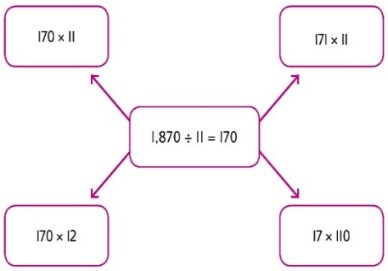 170 × 11
171 × 11
1,870 ÷ 11 = 170
170 × 12
17 × 110